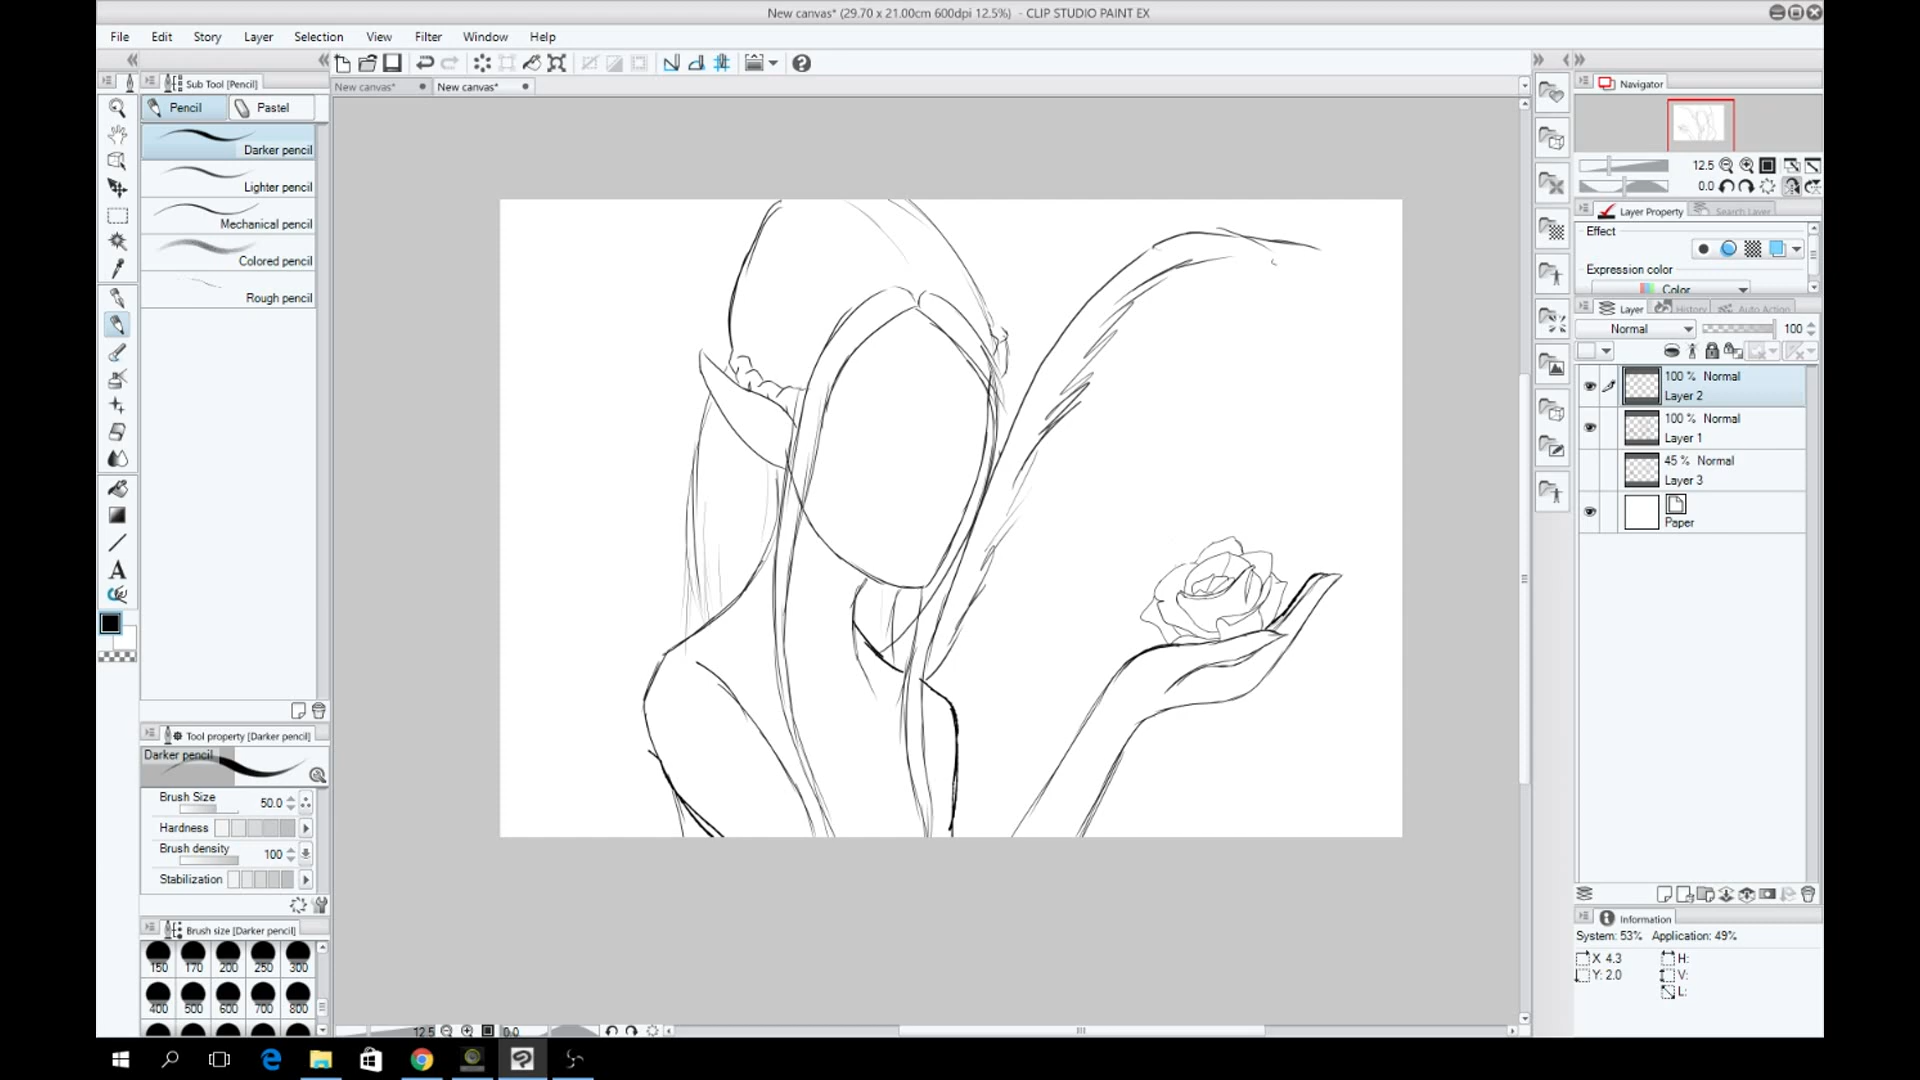 New canvas* (29.70 x 21.00cm 600dpi 12.5%) - CLIP STUDIO PAINT EX
File Edit Story Layer Selection View Filter Window Help
Sub Tool [Pencil]
New canvas* New canvas*
Pencil Pastel
Darker pencil
Lighter pencil
Mechanical pencil
Colored pencil
Rough pencil
A
Tool property [Darker pencil]
Darker pencil
Brush Size 50.0
Hardness
Brush density 100
Stabilization
Brush size [Darker pencil]
150 170 200 250 300
400 500 600 700 800
12.5 0.0
Navigator
12.5
0.0
Layer Property Search Layer
Effect
Expression color
Color
Layer History Auto Action
Normal 100
100 % Normal
Layer 2
100 % Normal
Layer 1
45 % Normal
Layer 3
Paper
Information
System: 53% Application: 49%
X 4.3 H:
Y: 2.0 V:
L: